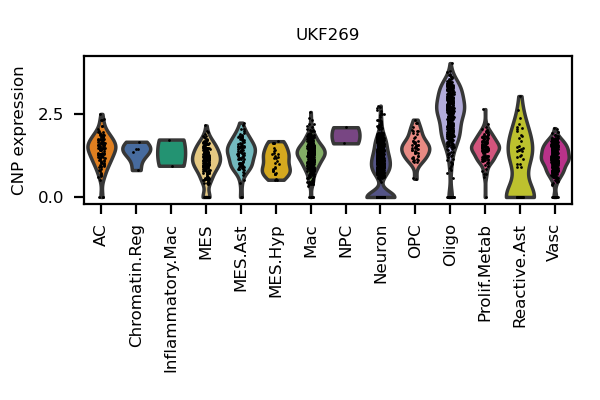 UKF269
CNP expression
2.5
0.0
AC
Chromatin.Reg
Inflammatory.Mac
MES
MES.Ast
MES.Hyp
Mac
NPC
Neuron
OPC
Oligo
Prolif.Metab
Reactive.Ast
Vasc